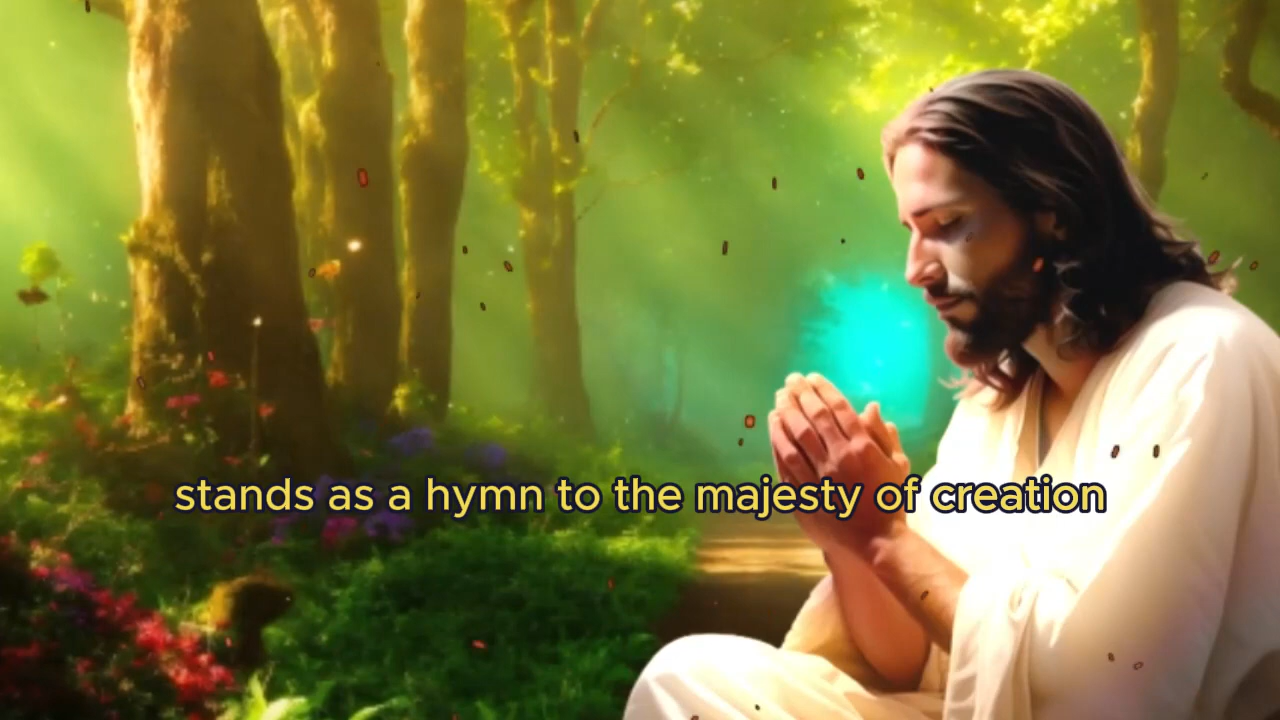 stands as a hymn to the majesty of creation